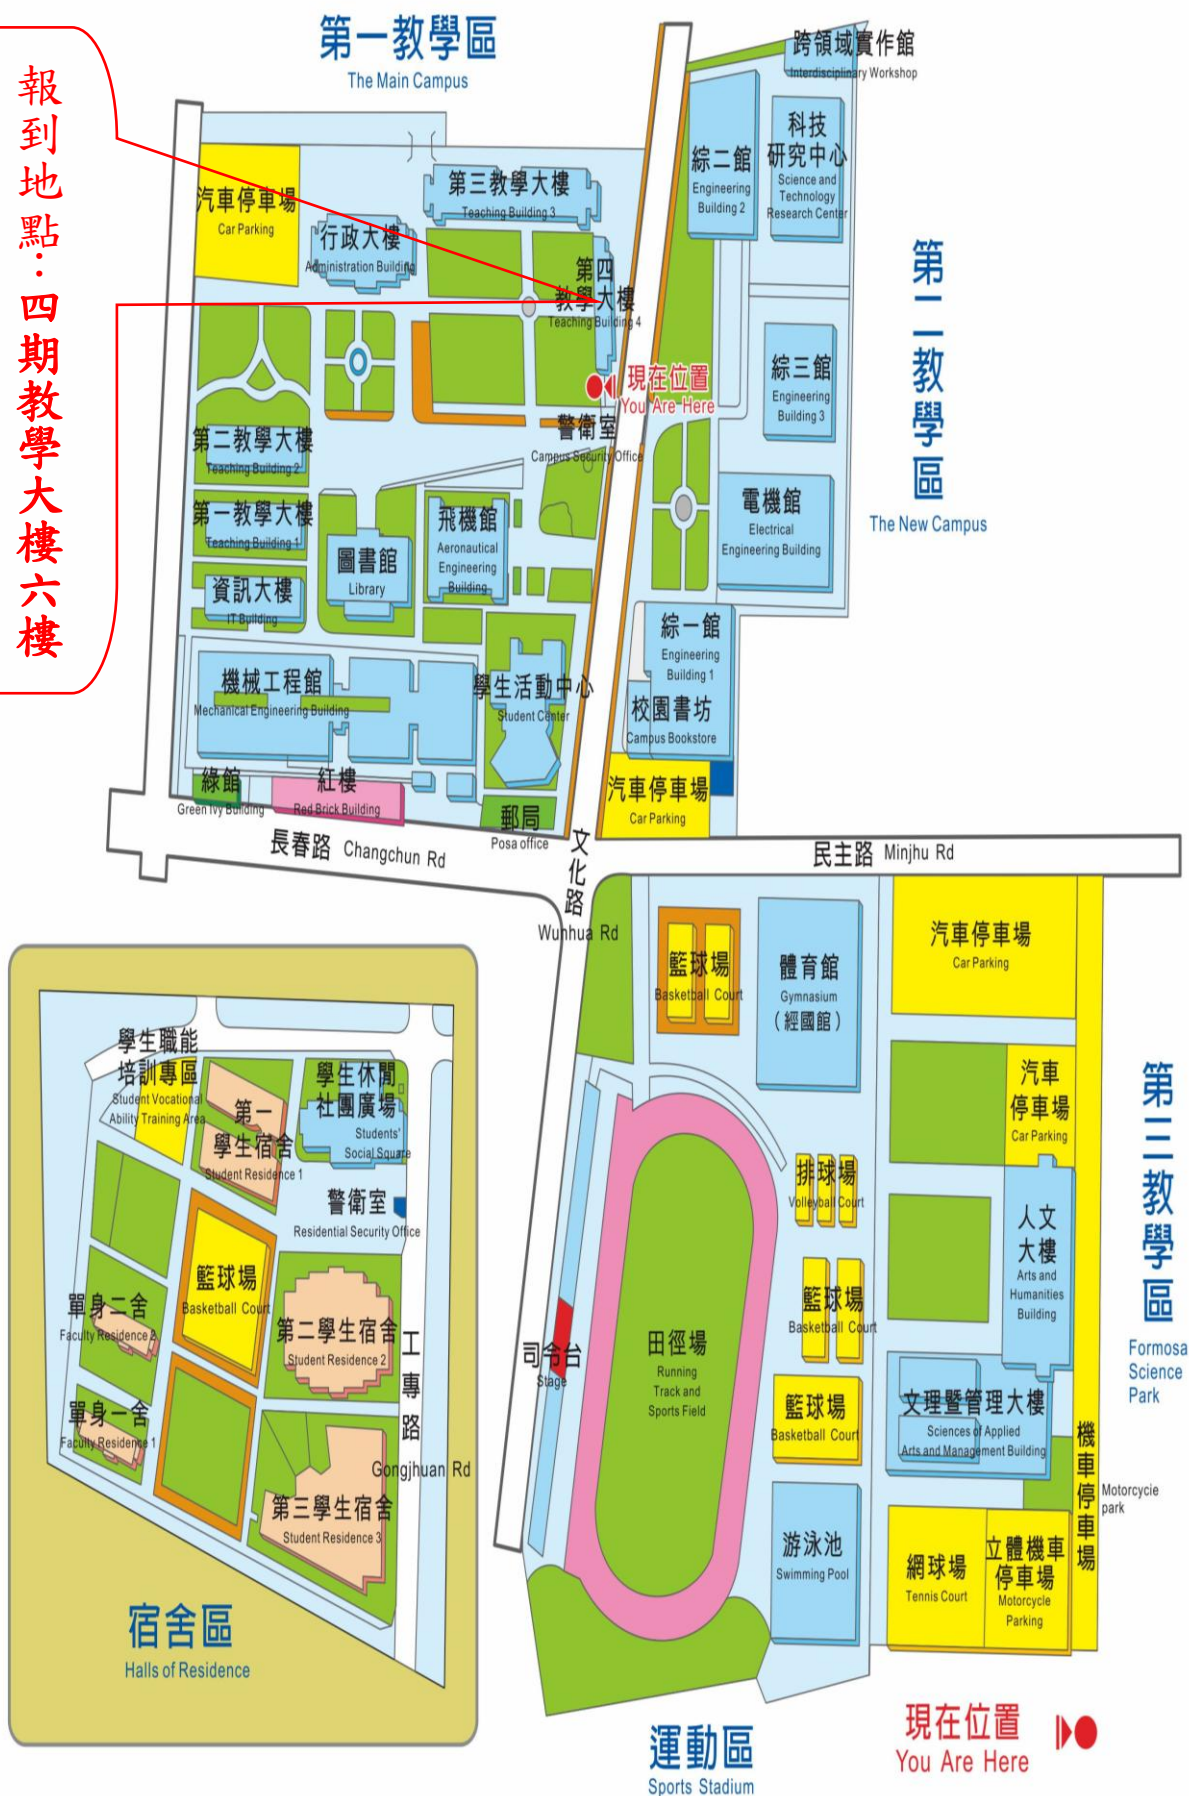 報到地點：四期教學大樓六樓
第一教學區
The Main Campus
跨領域實作館
Interdisciplinary Workshop
汽車停車場
Car Parking
第三教學大樓
Teaching Building 3
行政大樓
Administration Building
綜二館
Engineering
Building 2
科技
研究中心
Science and
Technology
Research Center
第四
教學大樓
Teaching Building 4
第二教學區
The New Campus
現在位置
You Are Here
綜三館
Engineering
Building 3
警衛室
Campus Security Office
第二教學大樓
Teaching Building 2
第一教學大樓
Teaching Building 1
圖書館
Library
飛機館
Aeronautical
Engineering
Building
電機館
Electrical
Engineering Building
資訊大樓
IT Building
綜一館
Engineering
Building 1
機械工程館
Mechanical Engineering Building
學生活動中心
Student Center
校園書坊
Campus Bookstore
綠館
Green Ivy Building
紅樓
Red Brick Building
郵局
Posa office
汽車停車場
Car Parking
長春路 Changchun Rd
文化路
Wunhua Rd
民主路 Minjhu Rd
籃球場
Basketball Court
體育館
Gymnasium
（經國館）
汽車停車場
Car Parking
汽車
停車場
Car Parking
第三教學區
Formosa
Science
Park
排球場
Volleyball Court
人文
大樓
Arts and
Humanities
Building
籃球場
Basketball Court
司令台
Stage
田徑場
Running
Track and
Sports Field
籃球場
Basketball Court
文理暨管理大樓
Sciences of Applied
Arts and Management Building
機車停車場
Motorcycie
park
游泳池
Swimming Pool
網球場
Tennis Court
立體機車
停車場
Motorcycle
Parking
學生職能
培訓專區
Student Vocational
Ability Training Area
第一
學生宿舍
Student Residence 1
學生休閒
社團廣場
Students'
Social Square
警衛室
Residential Security Office
籃球場
Basketball Court
單身二舍
Faculty Residence 2
第二學生宿舍
Student Residence 2
工專路
Gongjhuan Rd
單身一舍
Faculty Residence 1
第三學生宿舍
Student Residence 3
宿舍區
Halls of Residence
運動區
Sports Stadium
現在位置
You Are Here